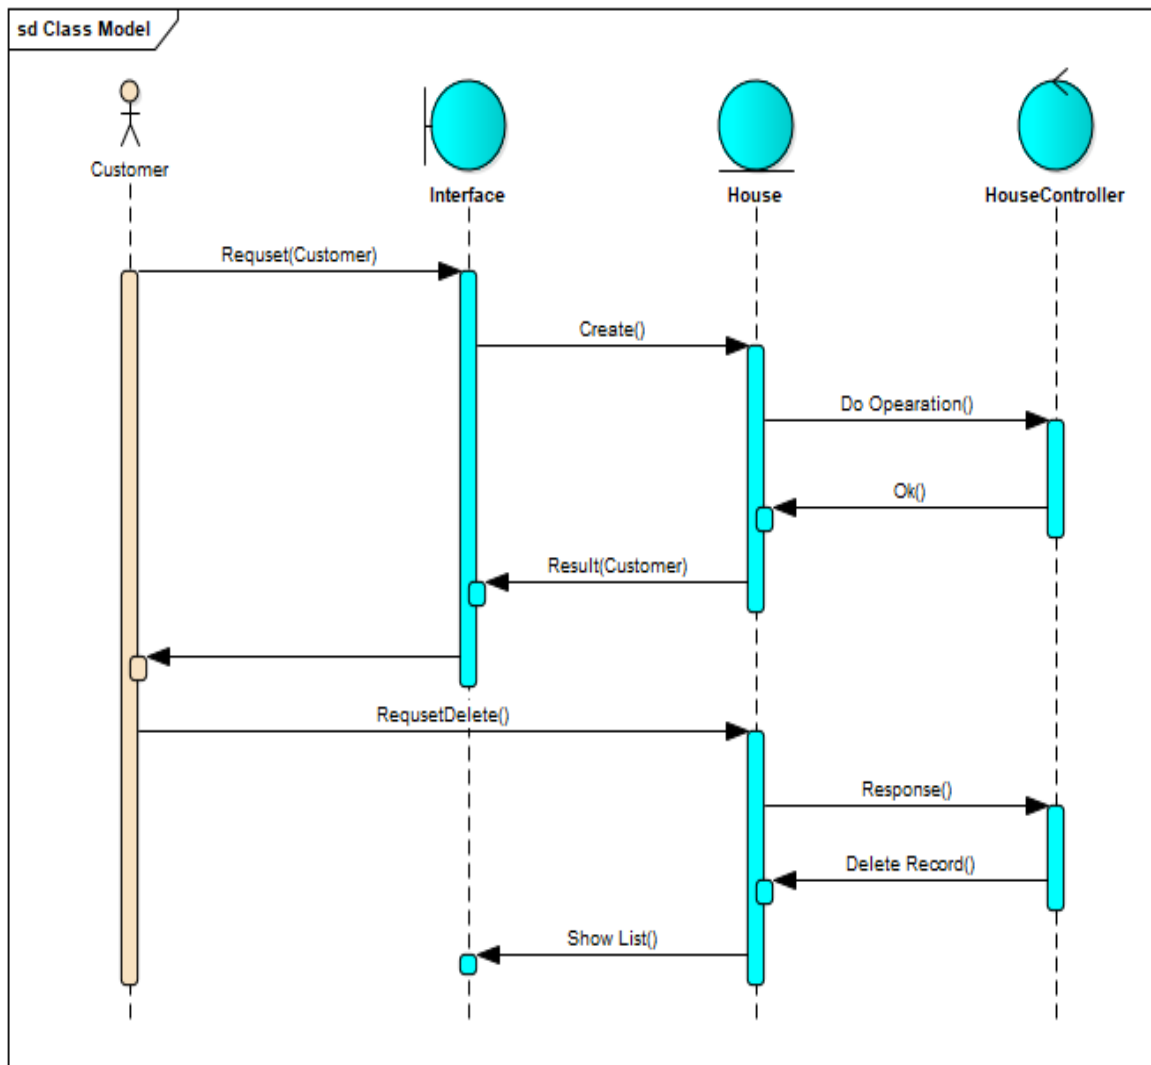 sd Class Model
Customer
Interface
House
HouseController
Requset(Customer)
Create()
Do Opearation()
Ok()
Result(Customer)
RequsetDelete()
Response()
Delete Record()
Show List()